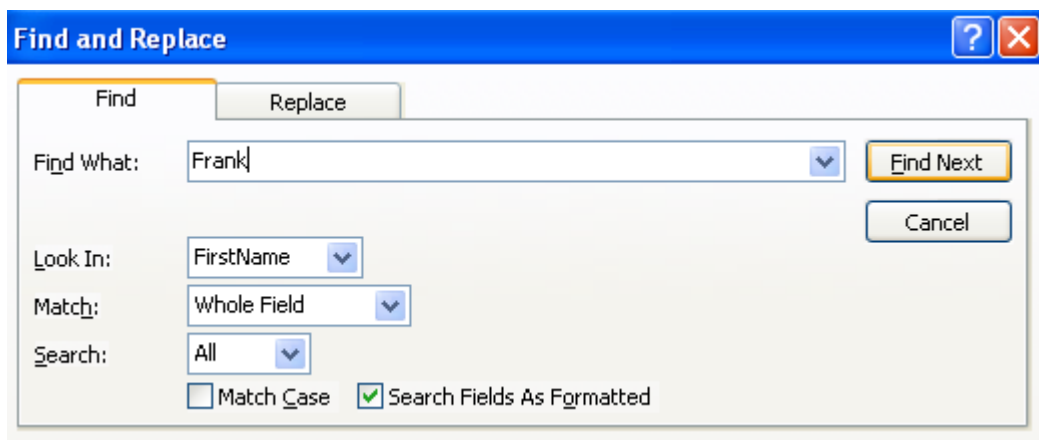 Find and Replace
Find Replace
Find What: Frank Find Next
Cancel
Look In: FirstName
Match: Whole Field
Search: All
Match Case Search Fields As Formatted